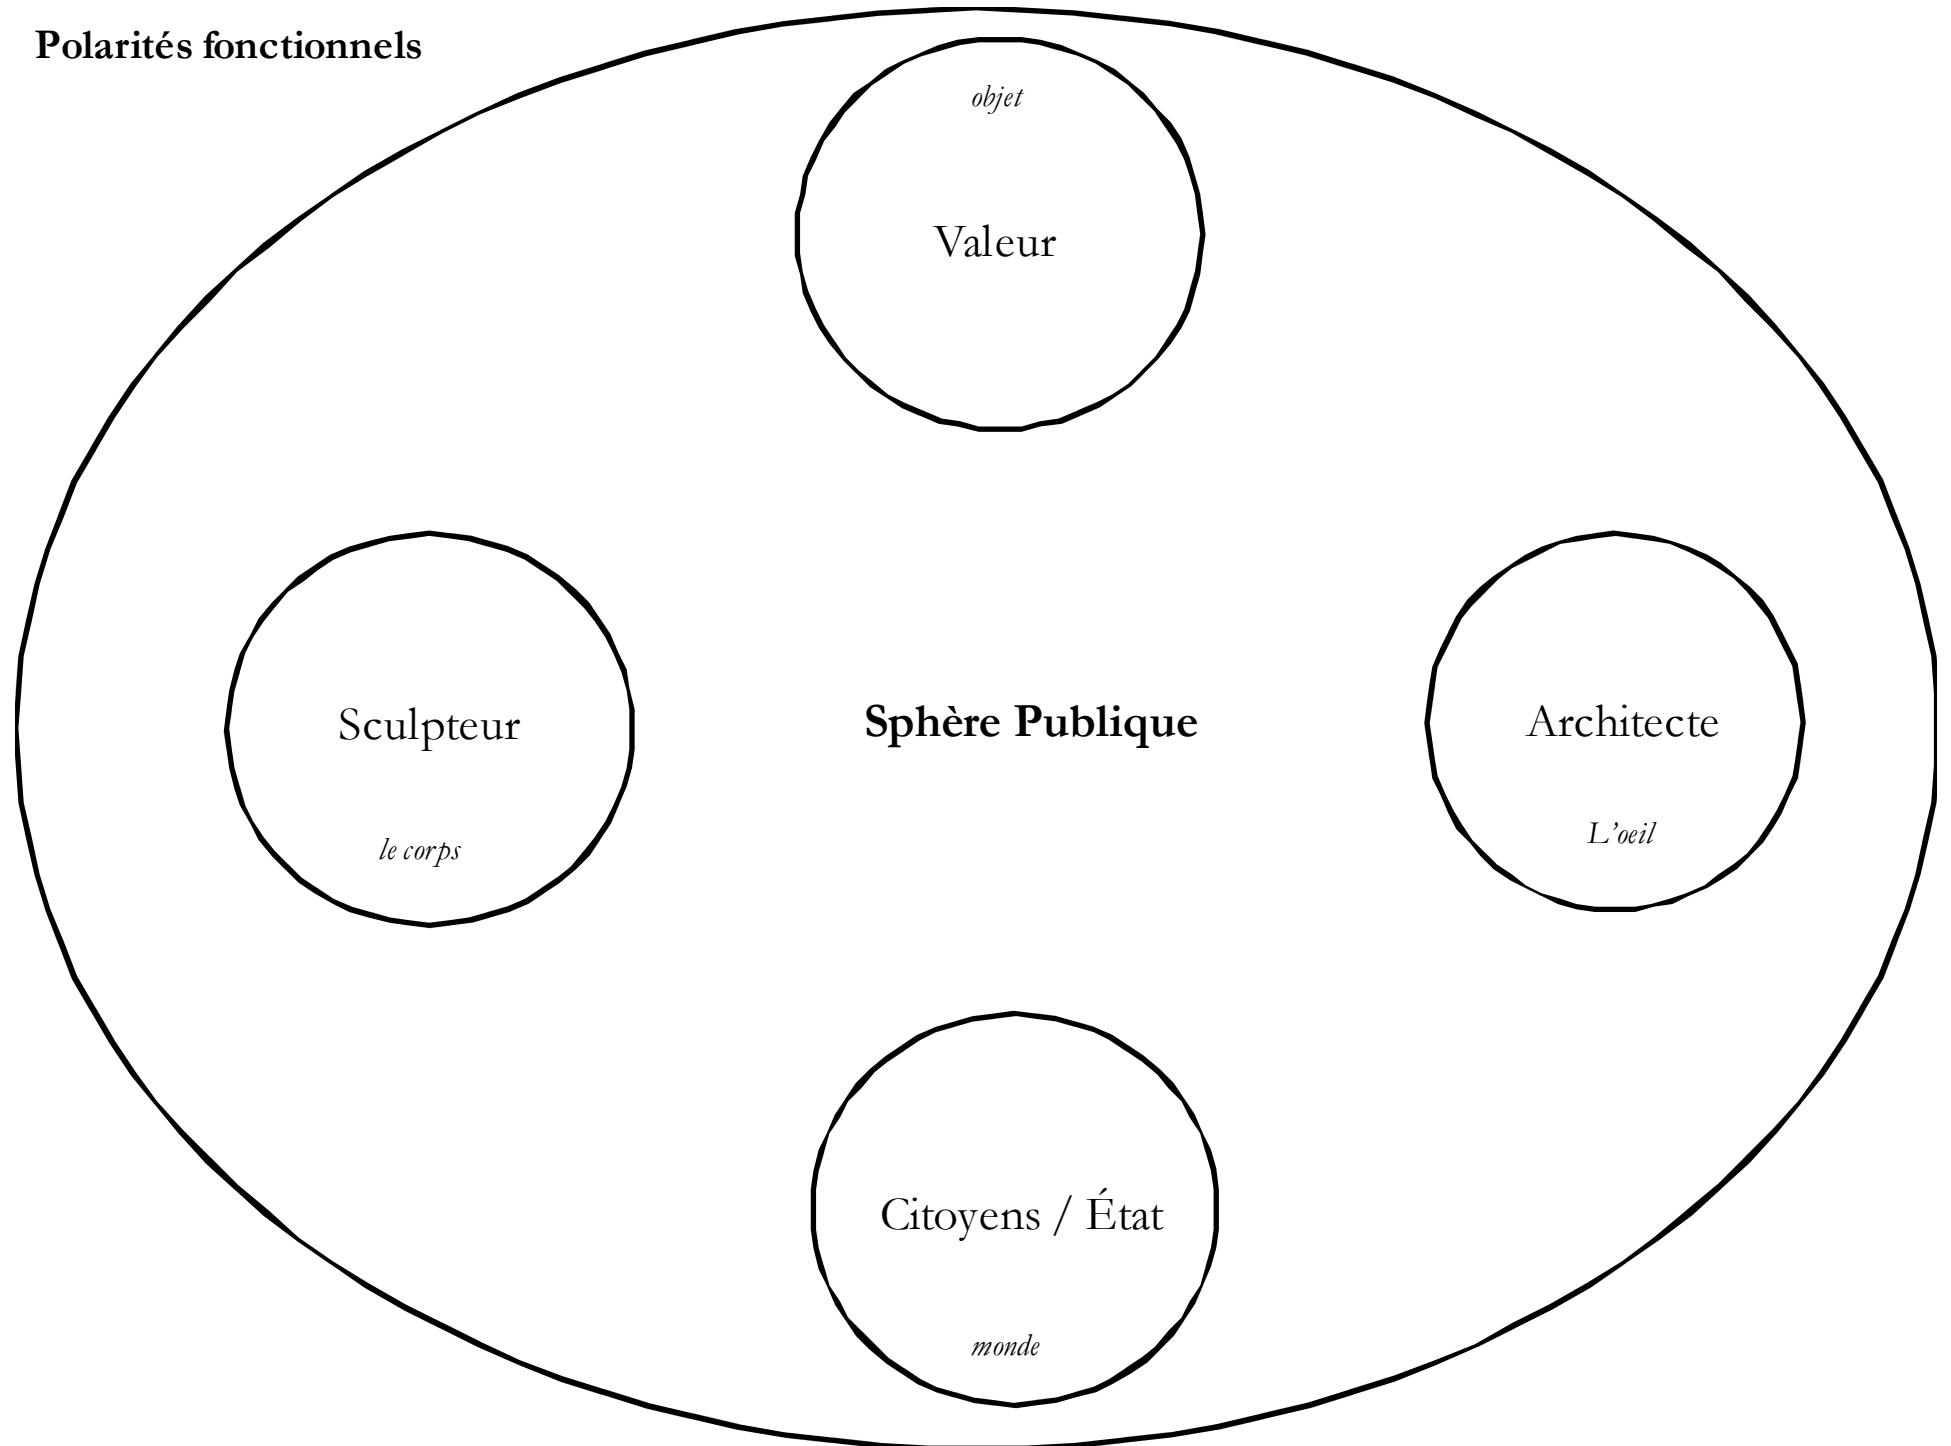 Polarités fonctionnels
objet
Valeur
Sculpteur
le corps
Sphère Publique
Architecte
L’oeil
Citoyens / État
monde